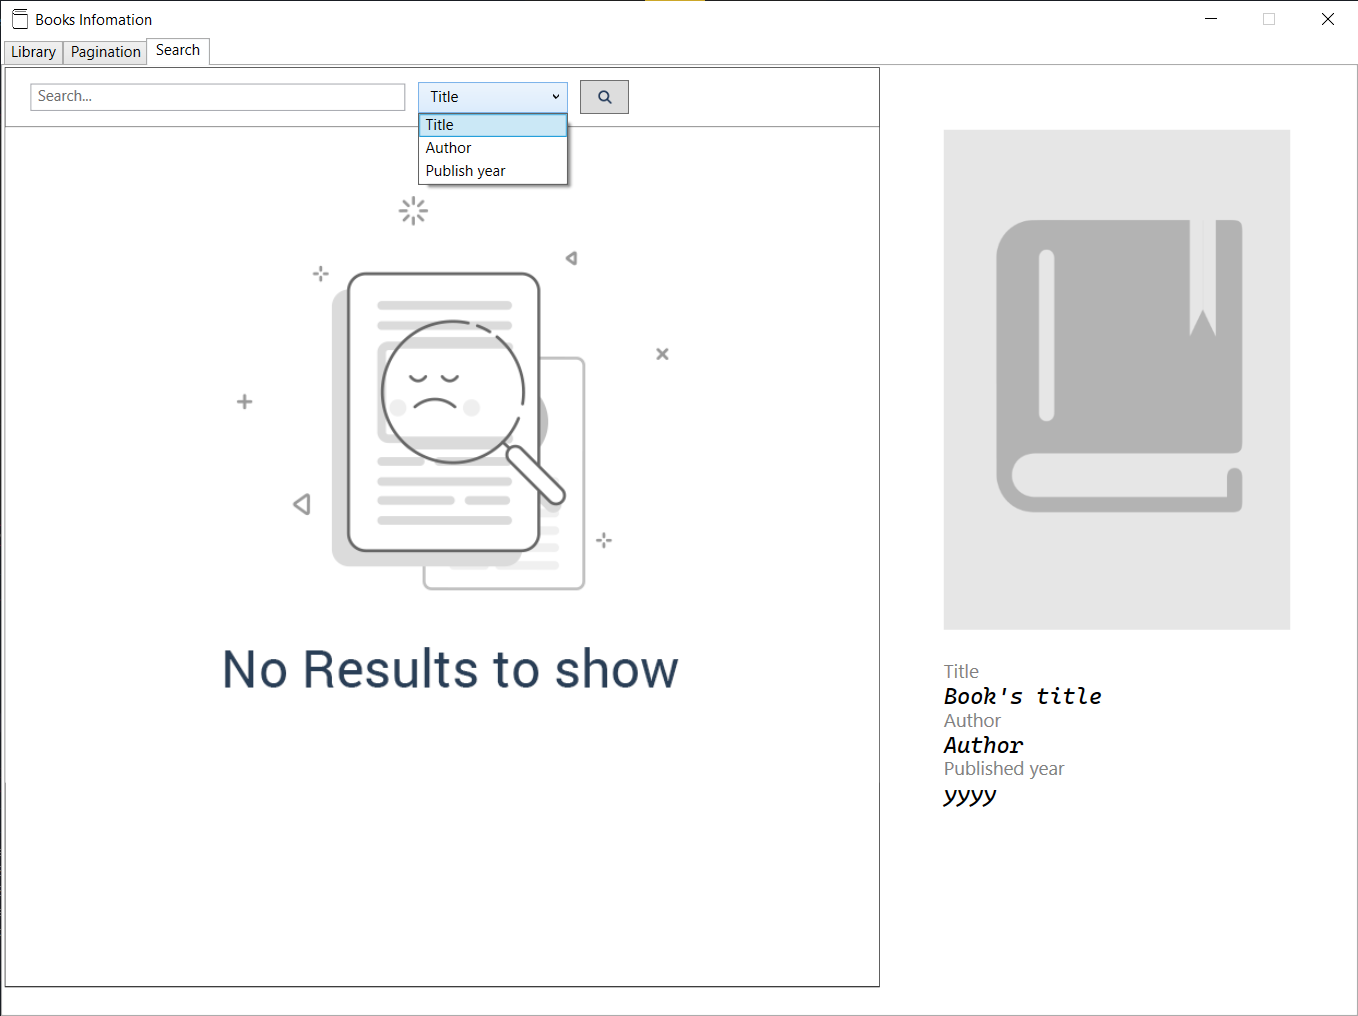 Books Infomation
Library Pagination Search
Search... Title
Title
Author
Publish year
No Results to show
Title
Book's title
Author
Author
Published year
yyyy